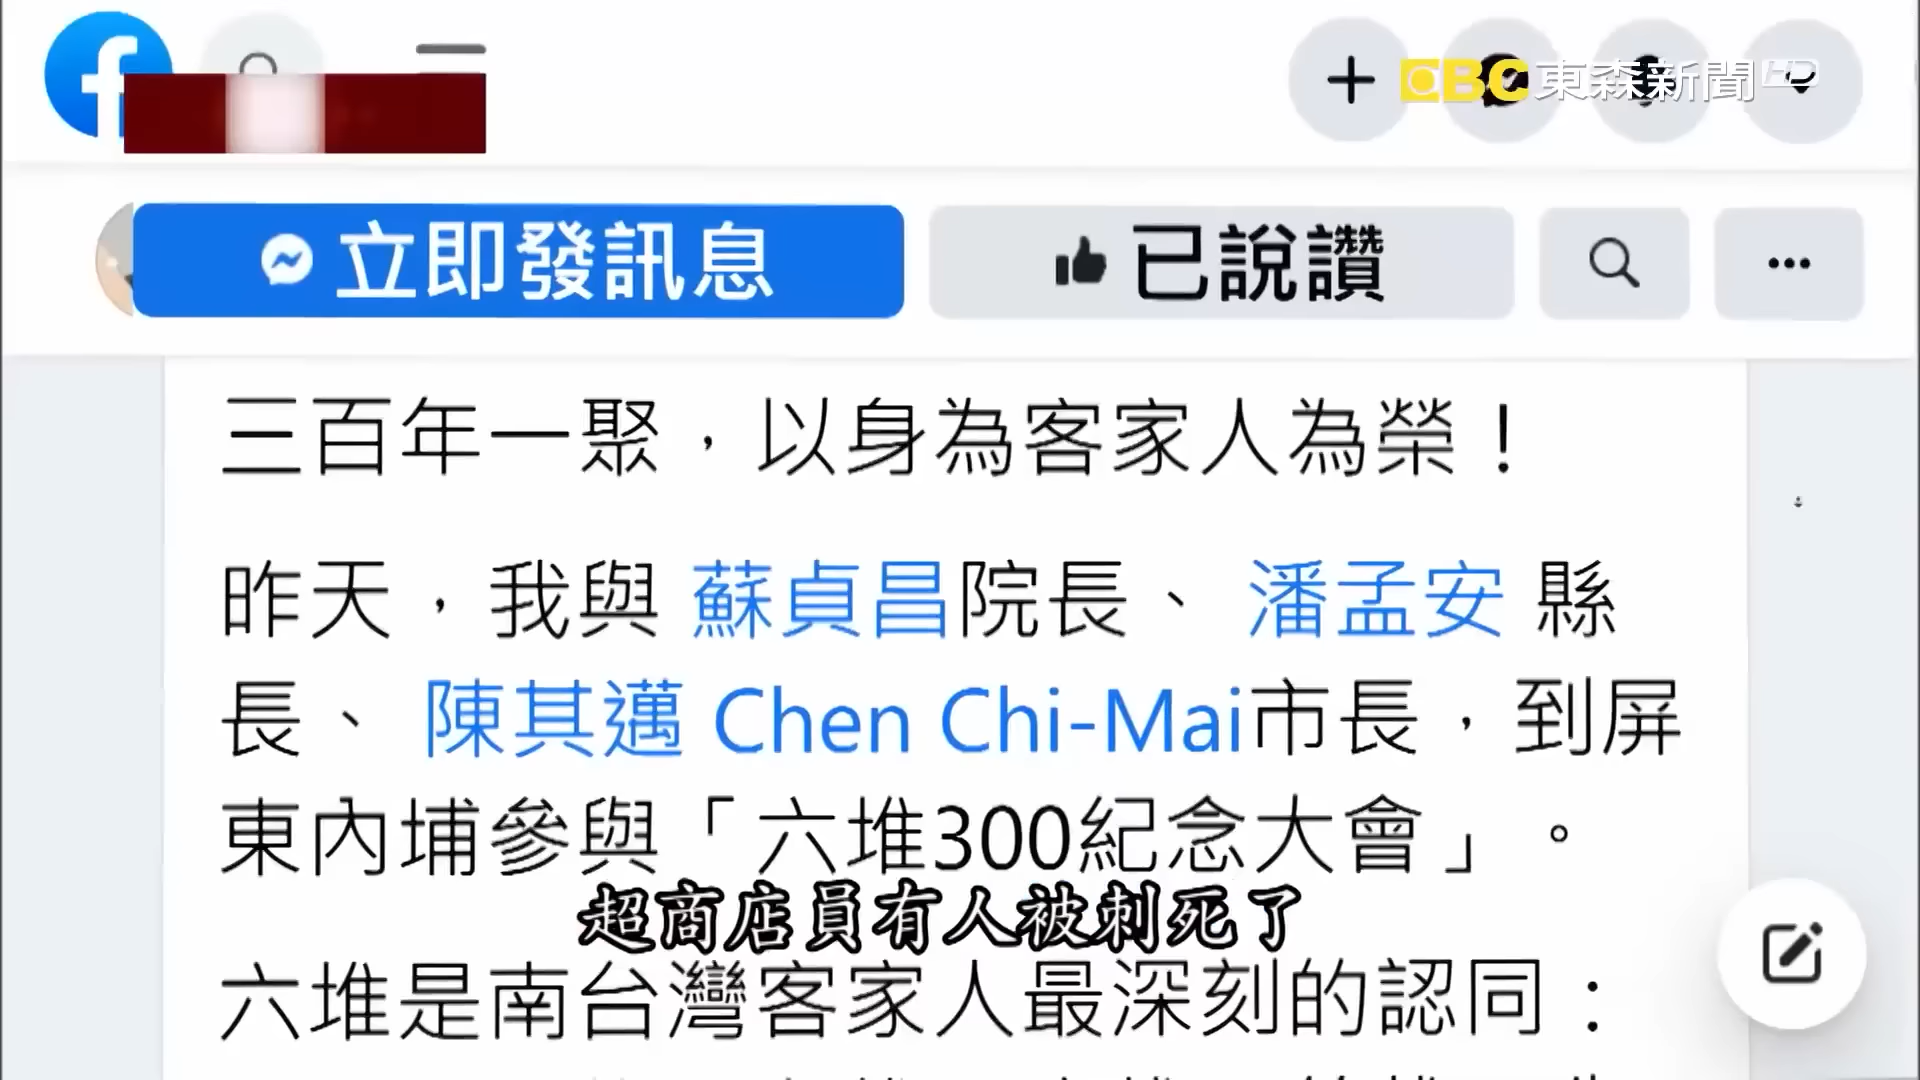 EBC 東森新聞 HD
立即發訊息
已說讚
三百年一聚，以身為客家人為榮！
昨天，我與 蘇貞昌院長、 潘孟安 縣
長、 陳其邁 Chen Chi-Mai市長，到屏
東內埔參與「六堆300紀念大會」。
超商店員有人被刺死了
六堆是南台灣客家人最深刻的認同：